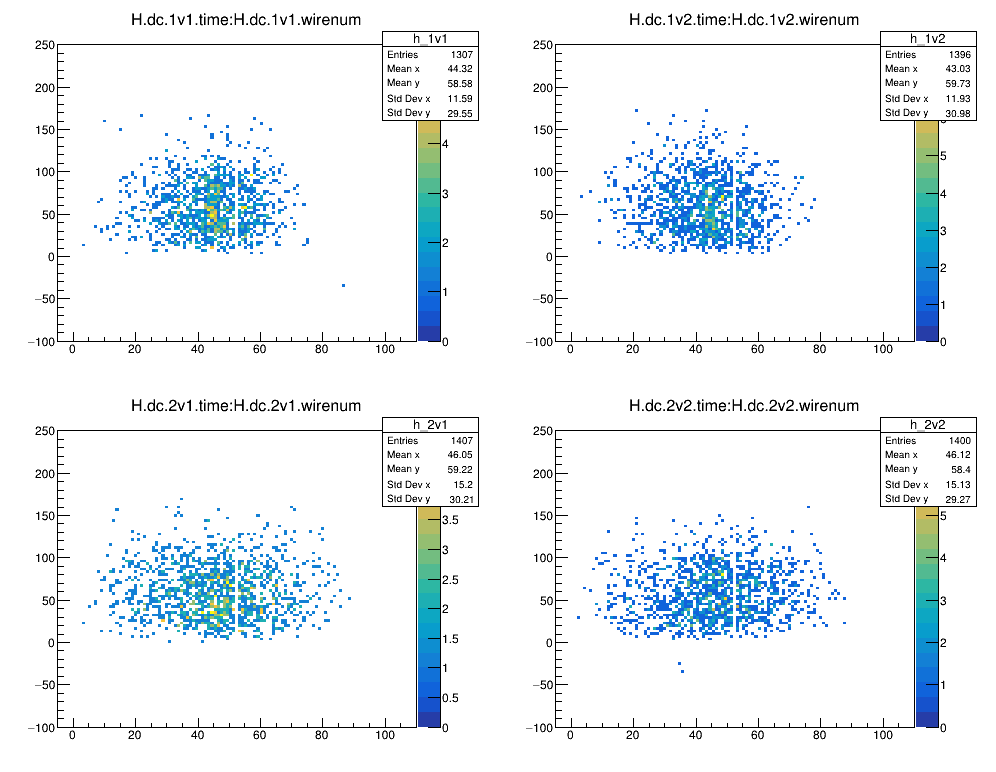 H.dc.1v1.time:H.dc.1v1.wirenum
h_1v1
Entries 1307
Mean x 44.32
Mean y 58.58
Std Dev x 11.59
Std Dev y 29.55
250
200
150
100
50
0
−50
−100
0 20 40 60 80 100
4
3
2
1
0
H.dc.1v2.time:H.dc.1v2.wirenum
h_1v2
Entries 1396
Mean x 43.03
Mean y 59.73
Std Dev x 11.93
Std Dev y 30.98
250
200
150
100
50
0
−50
−100
0 20 40 60 80 100
5
4
3
2
1
0
H.dc.2v1.time:H.dc.2v1.wirenum
h_2v1
Entries 1407
Mean x 46.05
Mean y 59.22
Std Dev x 15.2
Std Dev y 30.21
250
200
150
100
50
0
−50
−100
0 20 40 60 80 100
3.5
3
2.5
2
1.5
1
0.5
0
H.dc.2v2.time:H.dc.2v2.wirenum
h_2v2
Entries 1400
Mean x 46.12
Mean y 58.4
Std Dev x 15.13
Std Dev y 29.27
250
200
150
100
50
0
−50
−100
0 20 40 60 80 100
5
4
3
2
1
0